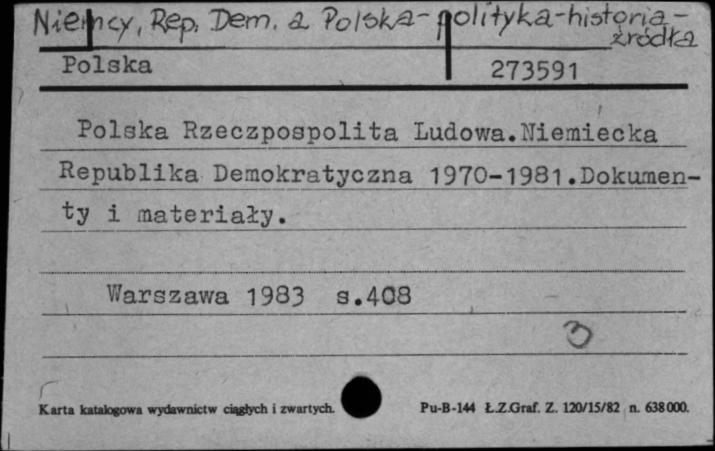 Niemcy, Rep. Dem. a Polska-polityka-historia-
źródła
Polska 273591
Polska Rzeczpospolita Ludowa.Niemiecka
Republika Demokratyczna 1970-1981.Dokumen-
ty i materiały.
Warszawa 1983 s.408
3
Karta katalogowa wydawnictw ciągłych i zwartych. Pu-B-144 Ł.Z.Graf. Z. 120/15/82 n. 638000.